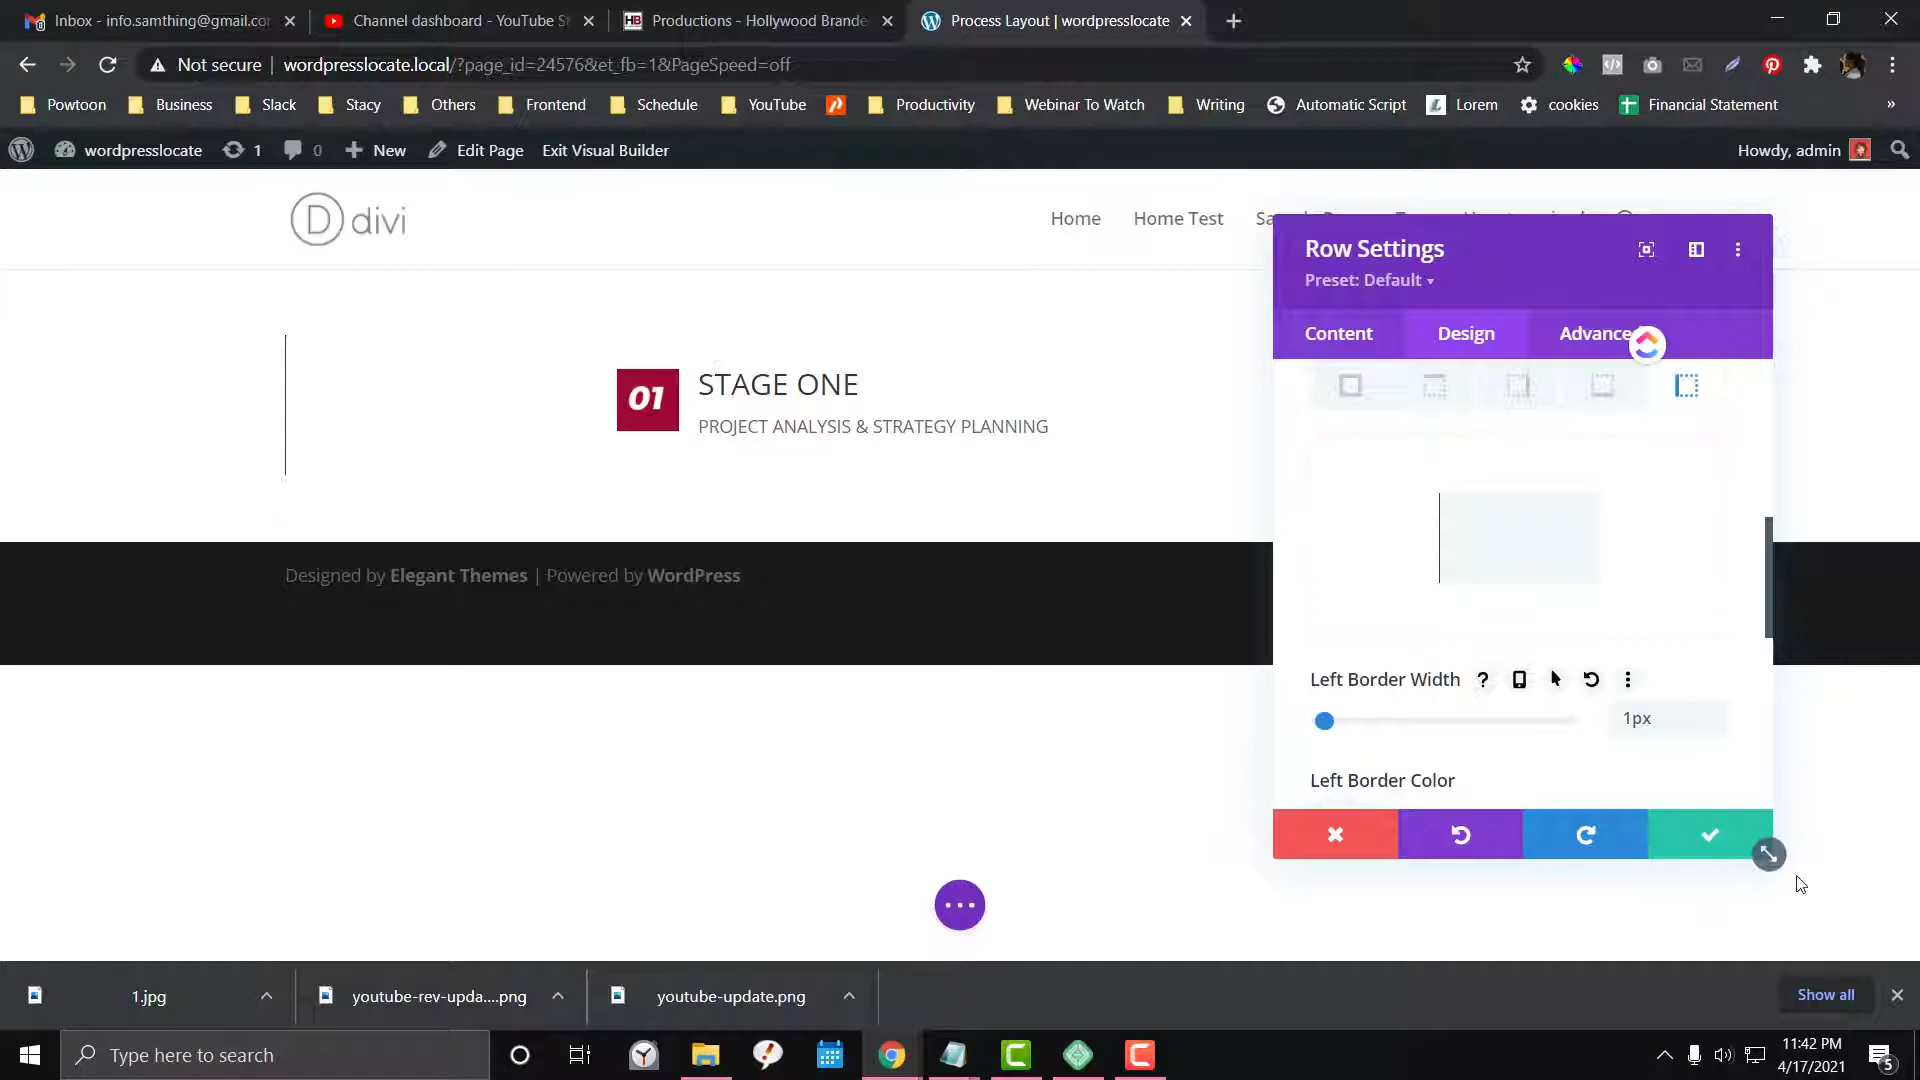 Inbox - info.samthing@gmail.co
Channel dashboard - YouTube St
HB
Productions - Hollywood Brande
Process Layout | wordpresslocate
Not secure
wordpresslocate.local/?page_id=24576&et_fb=1&PageSpeed=off
Powtoon
Business
Slack
Stacy
Others
Frontend
Schedule
YouTube
Productivity
Webinar To Watch
Writing
Automatic Script
Lorem
cookies
Financial Statement
»
wordpresslocate
1
0
New
Edit Page
Exit Visual Builder
Howdy, admin
D divi
Home
Home Test
Row Settings
Preset: Default
Content
Design
Advance
01
STAGE ONE
PROJECT ANALYSIS & STRATEGY PLANNING
Designed by Elegant Themes | Powered by WordPress
Left Border Width
?
1px
Left Border Color
1.jpg
youtube-rev-upda....png
youtube-update.png
Show all
Type here to search
11:42 PM
4/17/2021
5